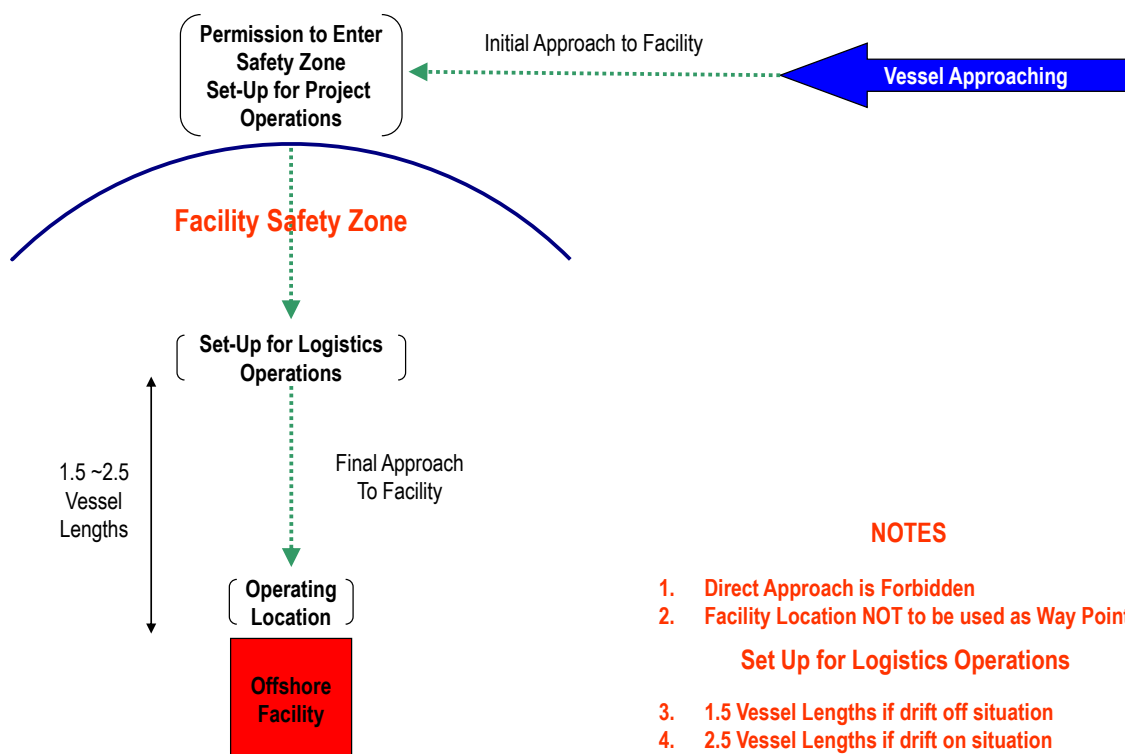 Permission to Enter
Safety Zone
Set-Up for Project
Operations
Initial Approach to Facility
Vessel Approaching
Facility Safety Zone
Set-Up for Logistics
Operations
1.5 ~2.5
Vessel
Lengths
Final Approach
To Facility
Operating
Location
Offshore
Facility
NOTES
1. Direct Approach is Forbidden
2. Facility Location NOT to be used as Way Point
Set Up for Logistics Operations
3. 1.5 Vessel Lengths if drift off situation
4. 2.5 Vessel Lengths if drift on situation